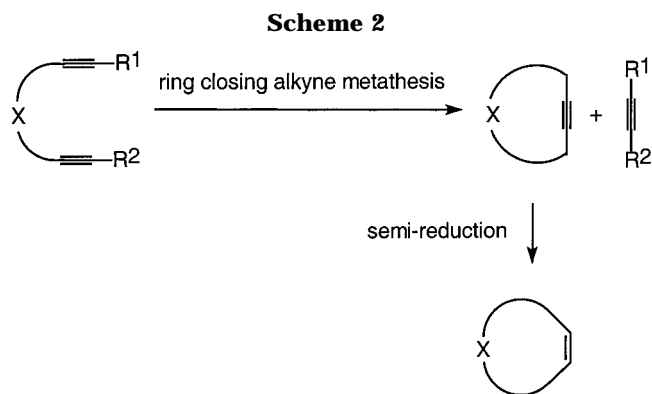 Scheme 2
R1
X
R2
ring closing alkyne metathesis
X
+
R1
R2
semi-reduction
X